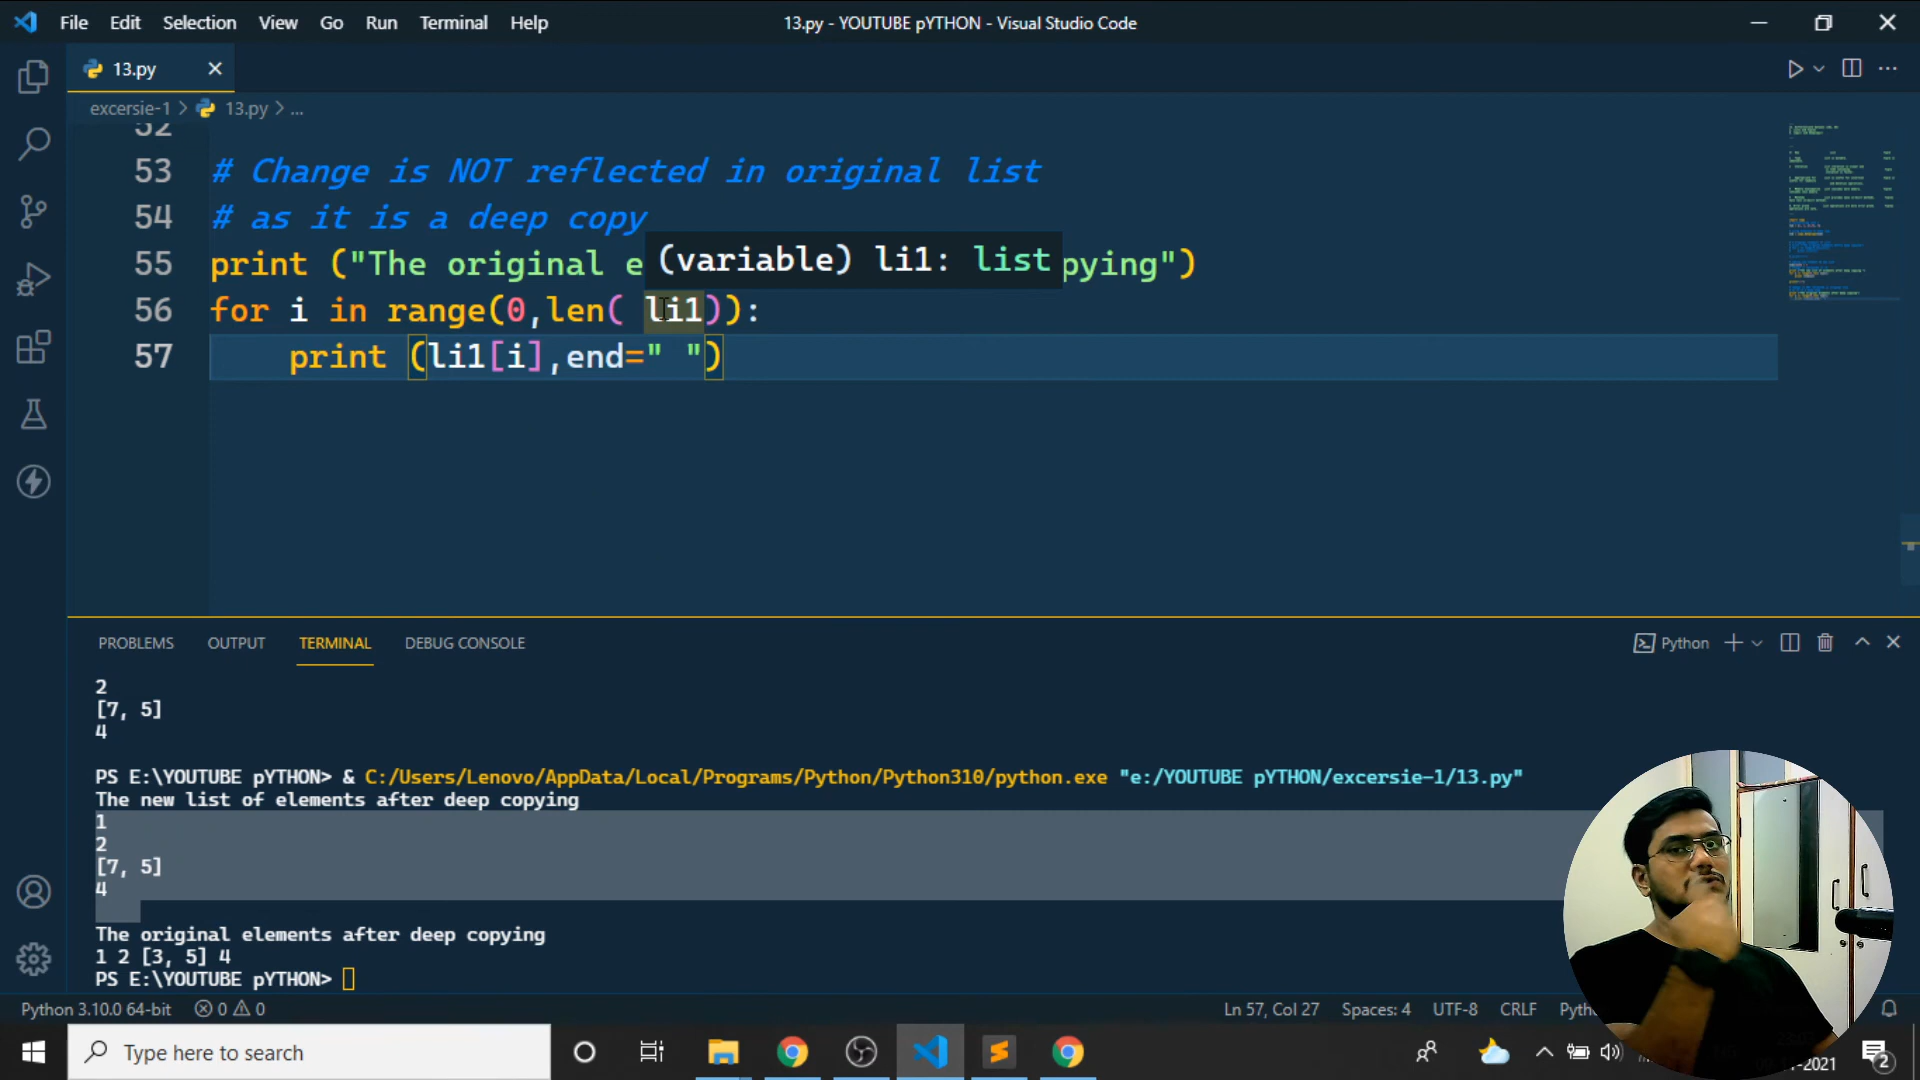 File Edit Selection View Go Run Terminal Help
13.py - YOUTUBE pYTHON - Visual Studio Code
13.py
excersie-1 > 13.py > ...
52
53 # Change is NOT reflected in original list
54 # as it is a deep copy
55 print ("The original e pying")
(variable) li1: list
56 for i in range(0,len( li1)):
57 print (li1[i],end=" ")
PROBLEMS OUTPUT TERMINAL DEBUG CONSOLE
Python
2
[7, 5]
4
PS E:\YOUTUBE pYTHON> & C:/Users/Lenovo/AppData/Local/Programs/Python/Python310/python.exe "e:/YOUTUBE pYTHON/excersie-1/13.py"
The new list of elements after deep copying
1
2
[7, 5]
4
The original elements after deep copying
1 2 [3, 5] 4
PS E:\YOUTUBE pYTHON>
Python 3.10.0 64-bit 0 0
Ln 57, Col 27 Spaces: 4 UTF-8 CRLF Pyth
Type here to search
-2021
2